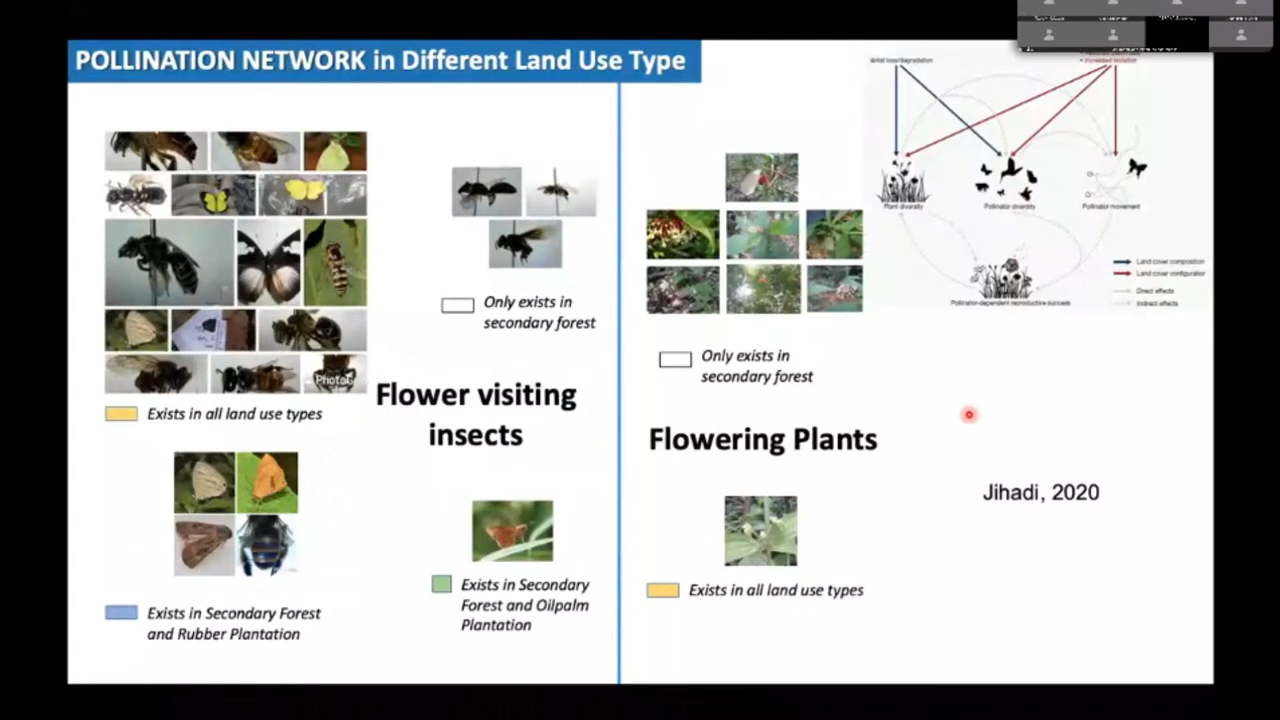 POLLINATION NETWORK in Different Land Use Type
Only exists in
secondary forest
Exists in all land use types
Flower visiting
insects
Exists in Secondary Forest
and Rubber Plantation
Exists in Secondary
Forest and Oilpalm
Plantation
Only exists in
secondary forest
Flowering Plants
Exists in all land use types
Plant diversity
Pollinator diversity
Pollinator movement
Land cover composition
Land cover configuration
Direct effects
Indirect effects
Pollinator-dependent reproductive success
Jihadi, 2020